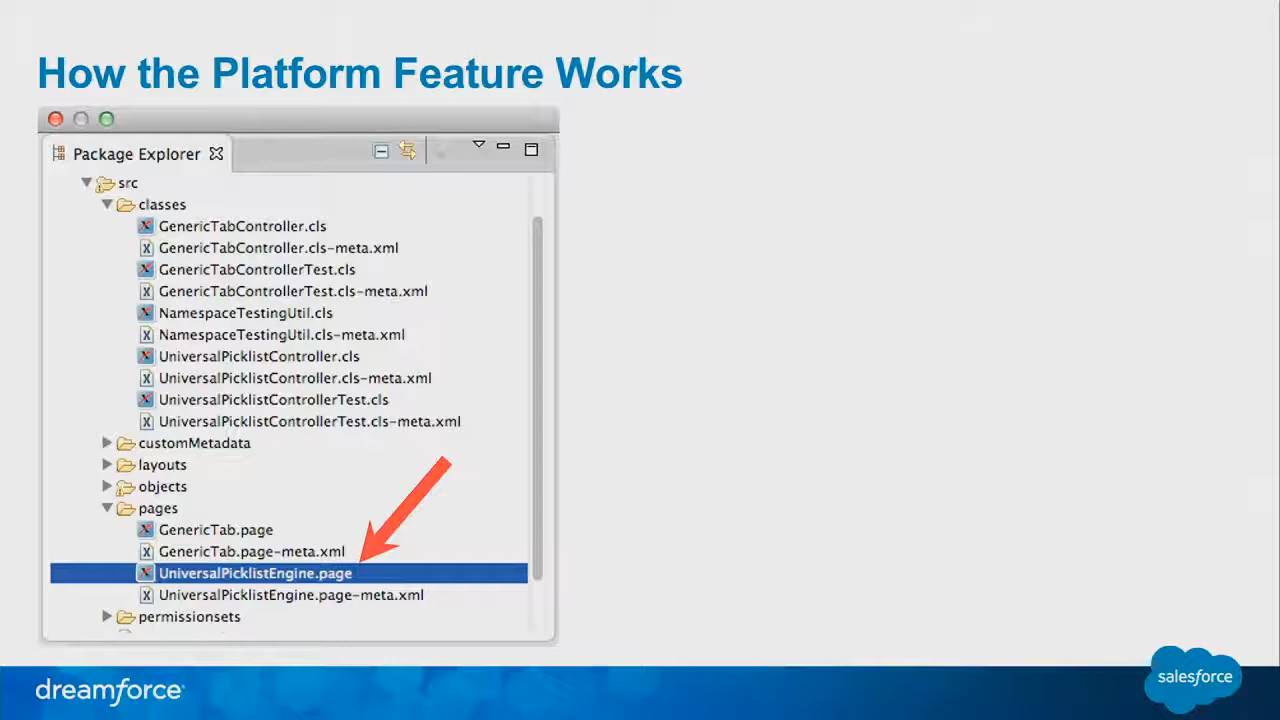 How the Platform Feature Works
Package Explorer
src
classes
GenericTabController.cls
GenericTabController.cls-meta.xml
GenericTabControllerTest.cls
GenericTabControllerTest.cls-meta.xml
NamespaceTestingUtil.cls
NamespaceTestingUtil.cls-meta.xml
UniversalPicklistController.cls
UniversalPicklistController.cls-meta.xml
UniversalPicklistControllerTest.cls
UniversalPicklistControllerTest.cls-meta.xml
customMetadata
layouts
objects
pages
GenericTab.page
GenericTab.page-meta.xml
UniversalPicklistEngine.page
UniversalPicklistEngine.page-meta.xml
permissionsets
dreamforce
salesforce